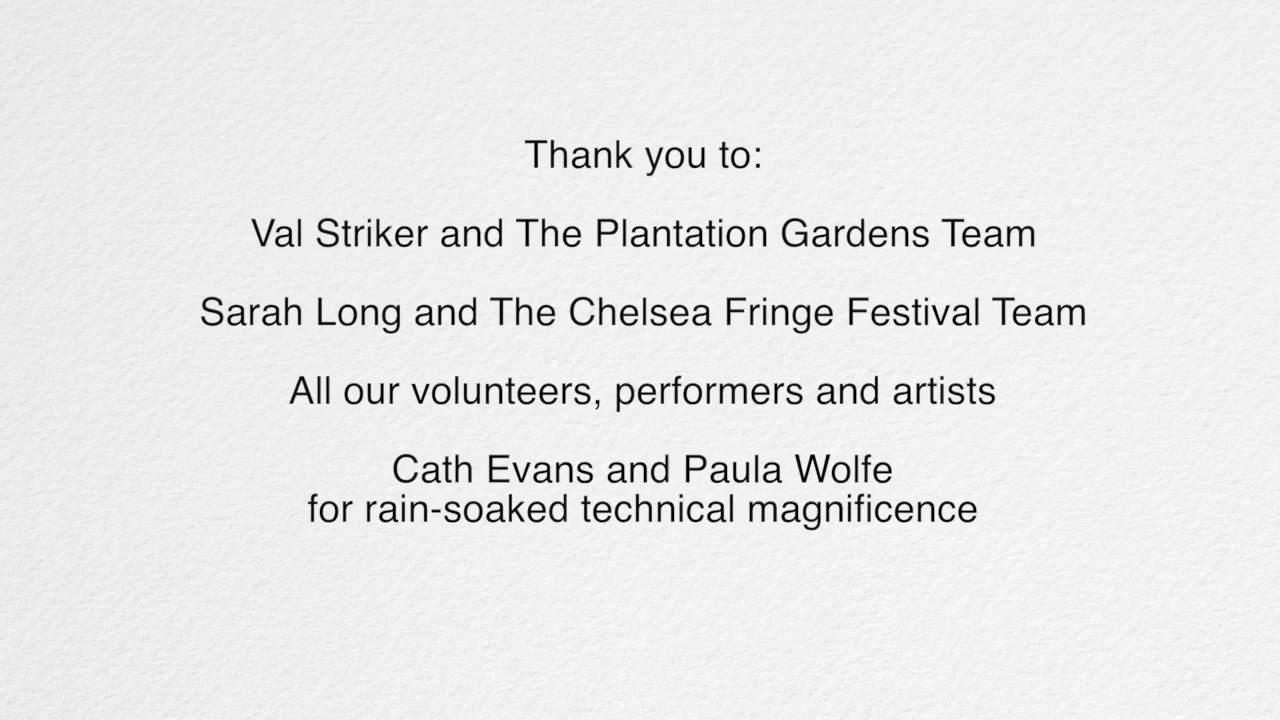 Thank you to:
Val Striker and The Plantation Gardens Team
Sarah Long and The Chelsea Fringe Festival Team
All our volunteers, performers and artists
Cath Evans and Paula Wolfe
for rain-soaked technical magnificence